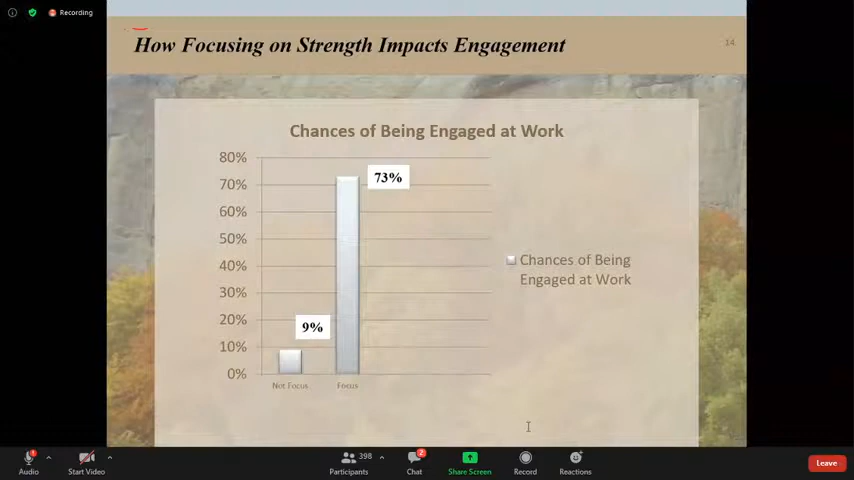 Recording
How Focusing on Strength Impacts Engagement
14
Chances of Being Engaged at Work
80%
70%
60%
50%
40%
30%
20%
10%
0%
73%
9%
Not Focus
Focus
Chances of Being
Engaged at Work
Audio
Start Video
398
Participants
2
Chat
Share Screen
Record
Reactions
Leave